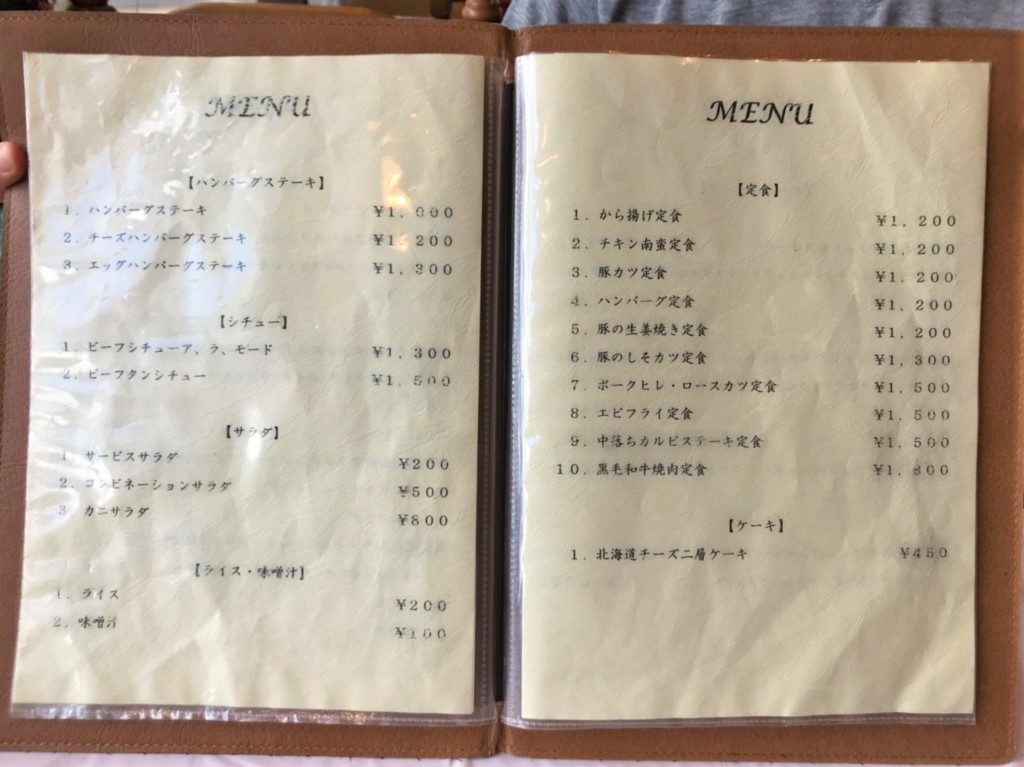 MENU
【ハンバーグステーキ】
1. ハンバーグステーキ ¥1,000
2. チーズハンバーグステーキ ¥1,200
3. エッグハンバーグステーキ ¥1,300
【シチュー】
1. ビーフシチューア、ラ、モード ¥1,300
2. ビーフタンシチュー ¥1,500
【サラダ】
1. サービスサラダ ¥200
2. コンビネーションサラダ ¥500
3. カニサラダ ¥800
【ライス・味噌汁】
1. ライス ¥200
2. 味噌汁 ¥100
MENU
【定食】
1. から揚げ定食 ¥1,200
2. チキン南蛮定食 ¥1,200
3. 豚カツ定食 ¥1,200
4. ハンバーグ定食 ¥1,200
5. 豚の生姜焼き定食 ¥1,200
6. 豚のしそカツ定食 ¥1,300
7. ポークヒレ・ロースカツ定食 ¥1,500
8. エビフライ定食 ¥1,500
9. 中落ちカルビステーキ定食 ¥1,500
10. 黒毛和牛焼肉定食 ¥1,800
【ケーキ】
1. 北海道チーズ二層ケーキ ¥450